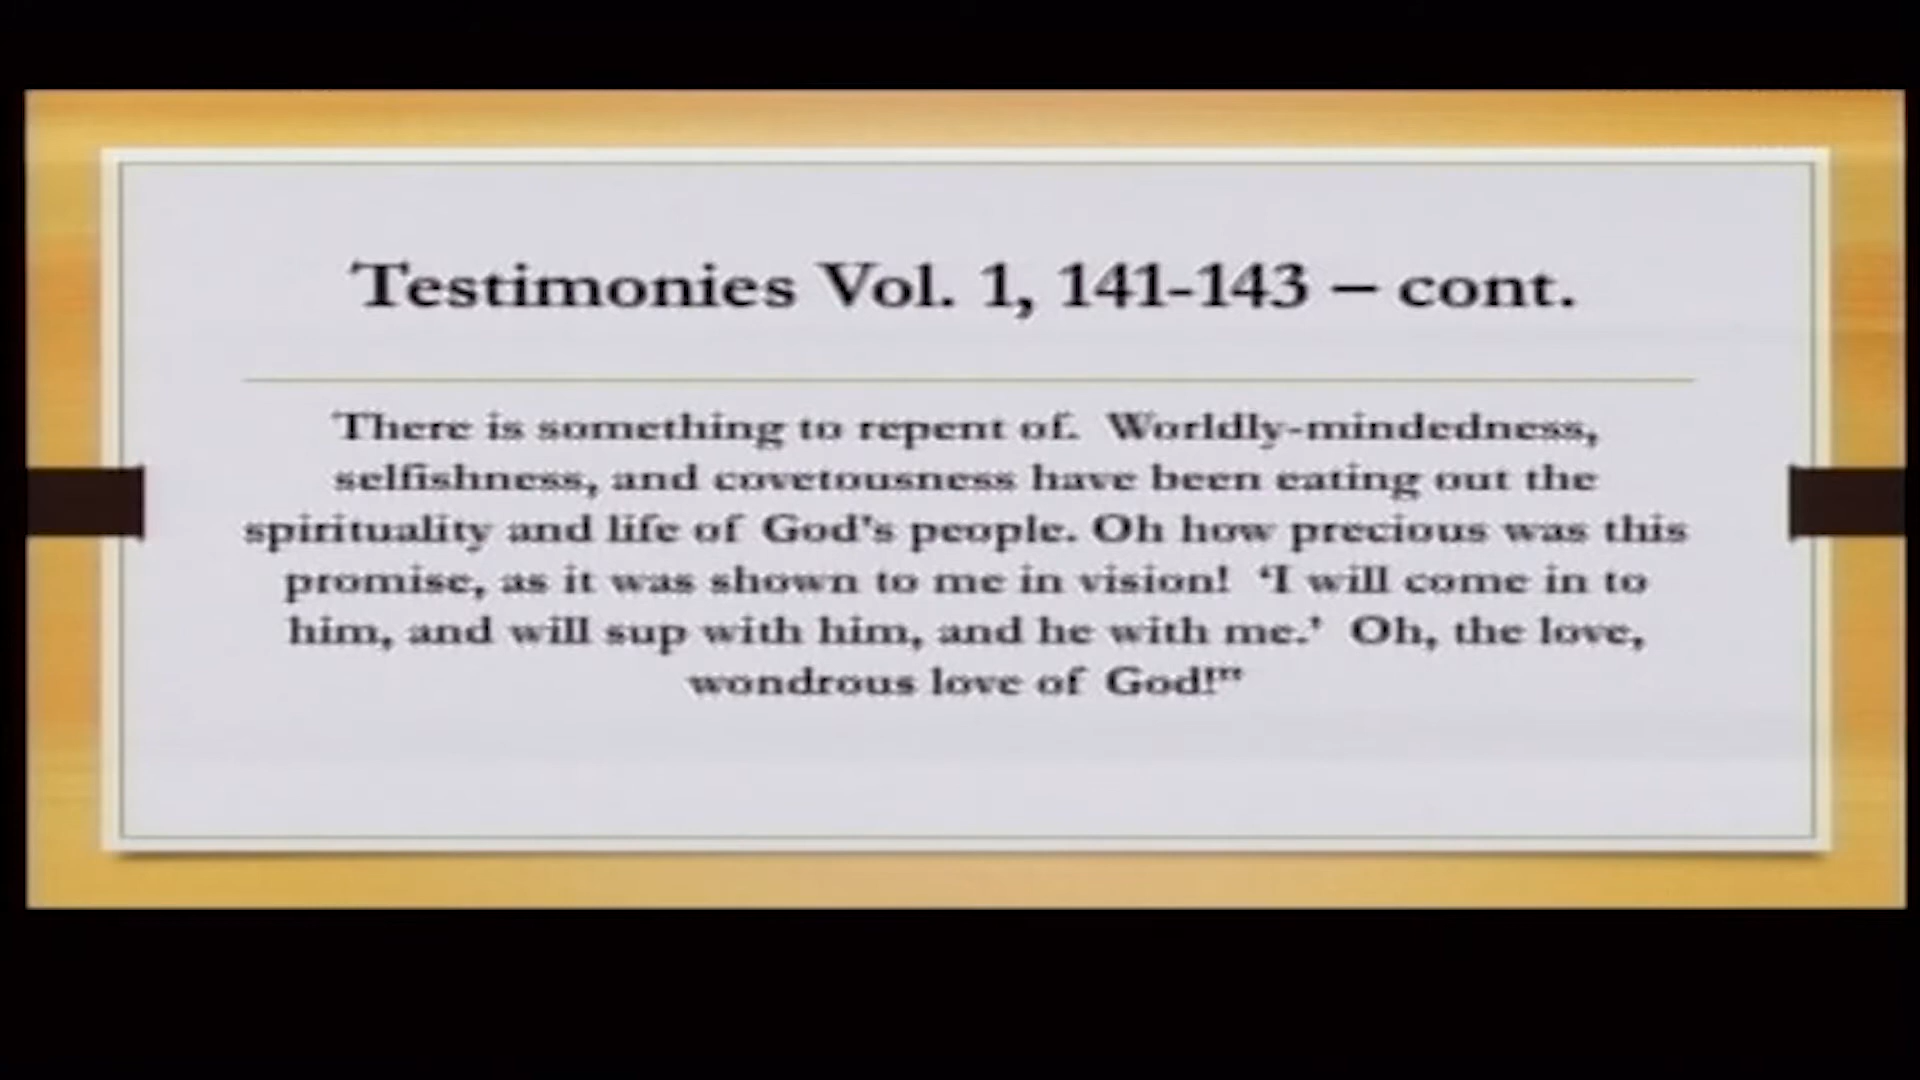 Testimonies Vol. 1, 141-143 – cont.
There is something to repent of.  Worldly-mindedness,
selfishness, and covetousness have been eating out the
spirituality and life of God's people. Oh how precious was this
promise, as it was shown to me in vision!  ‘I will come in to
him, and will sup with him, and he with me.’  Oh, the love,
wondrous love of God!”